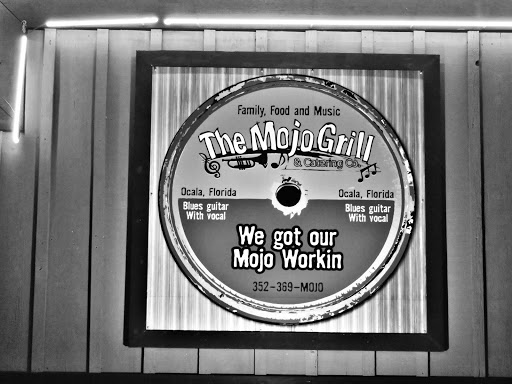 Family, Food and Music
The Mojo Grill
& Catering Co.
Ocala, Florida
Blues guitar
With vocal
Ocala, Florida
Blues guitar
With vocal
We got our
Mojo Workin
352-369-MOJO